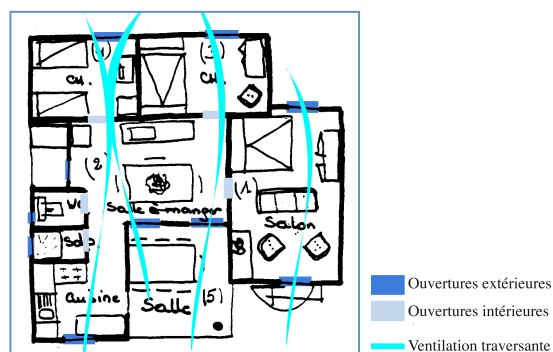 (4)
(3)
CH.
CH.
(2)
WC
Salle à manger
(1)
Salon
SdB
Cuisine
Salle
(5)
Ouvertures extérieures
Ouvertures intérieures
Ventilation traversante